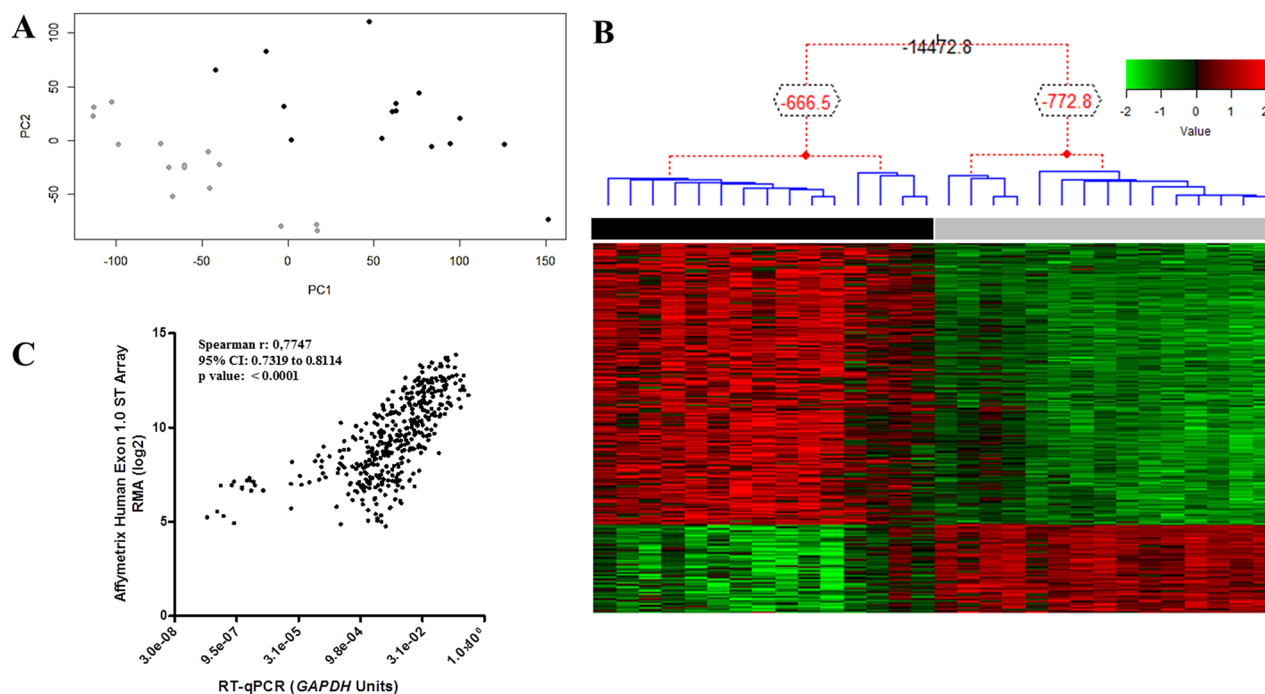 A
100
50
0
-50
PC2
-100
-50
0
50
100
150
PC1
B
-14472.8
-666.5
-772.8
-2
-1
0
1
2
Value
C
Spearman r: 0,7747
95% CI: 0.7319 to 0.8114
p value: < 0.0001
15
10
5
0
Affymetrix Human Exon 1.0 ST Array
RMA (log2)
3.0e-08
9.5e-07
3.1e-05
9.8e-04
3.1e-02
1.0x10⁰
RT-qPCR (GAPDH Units)